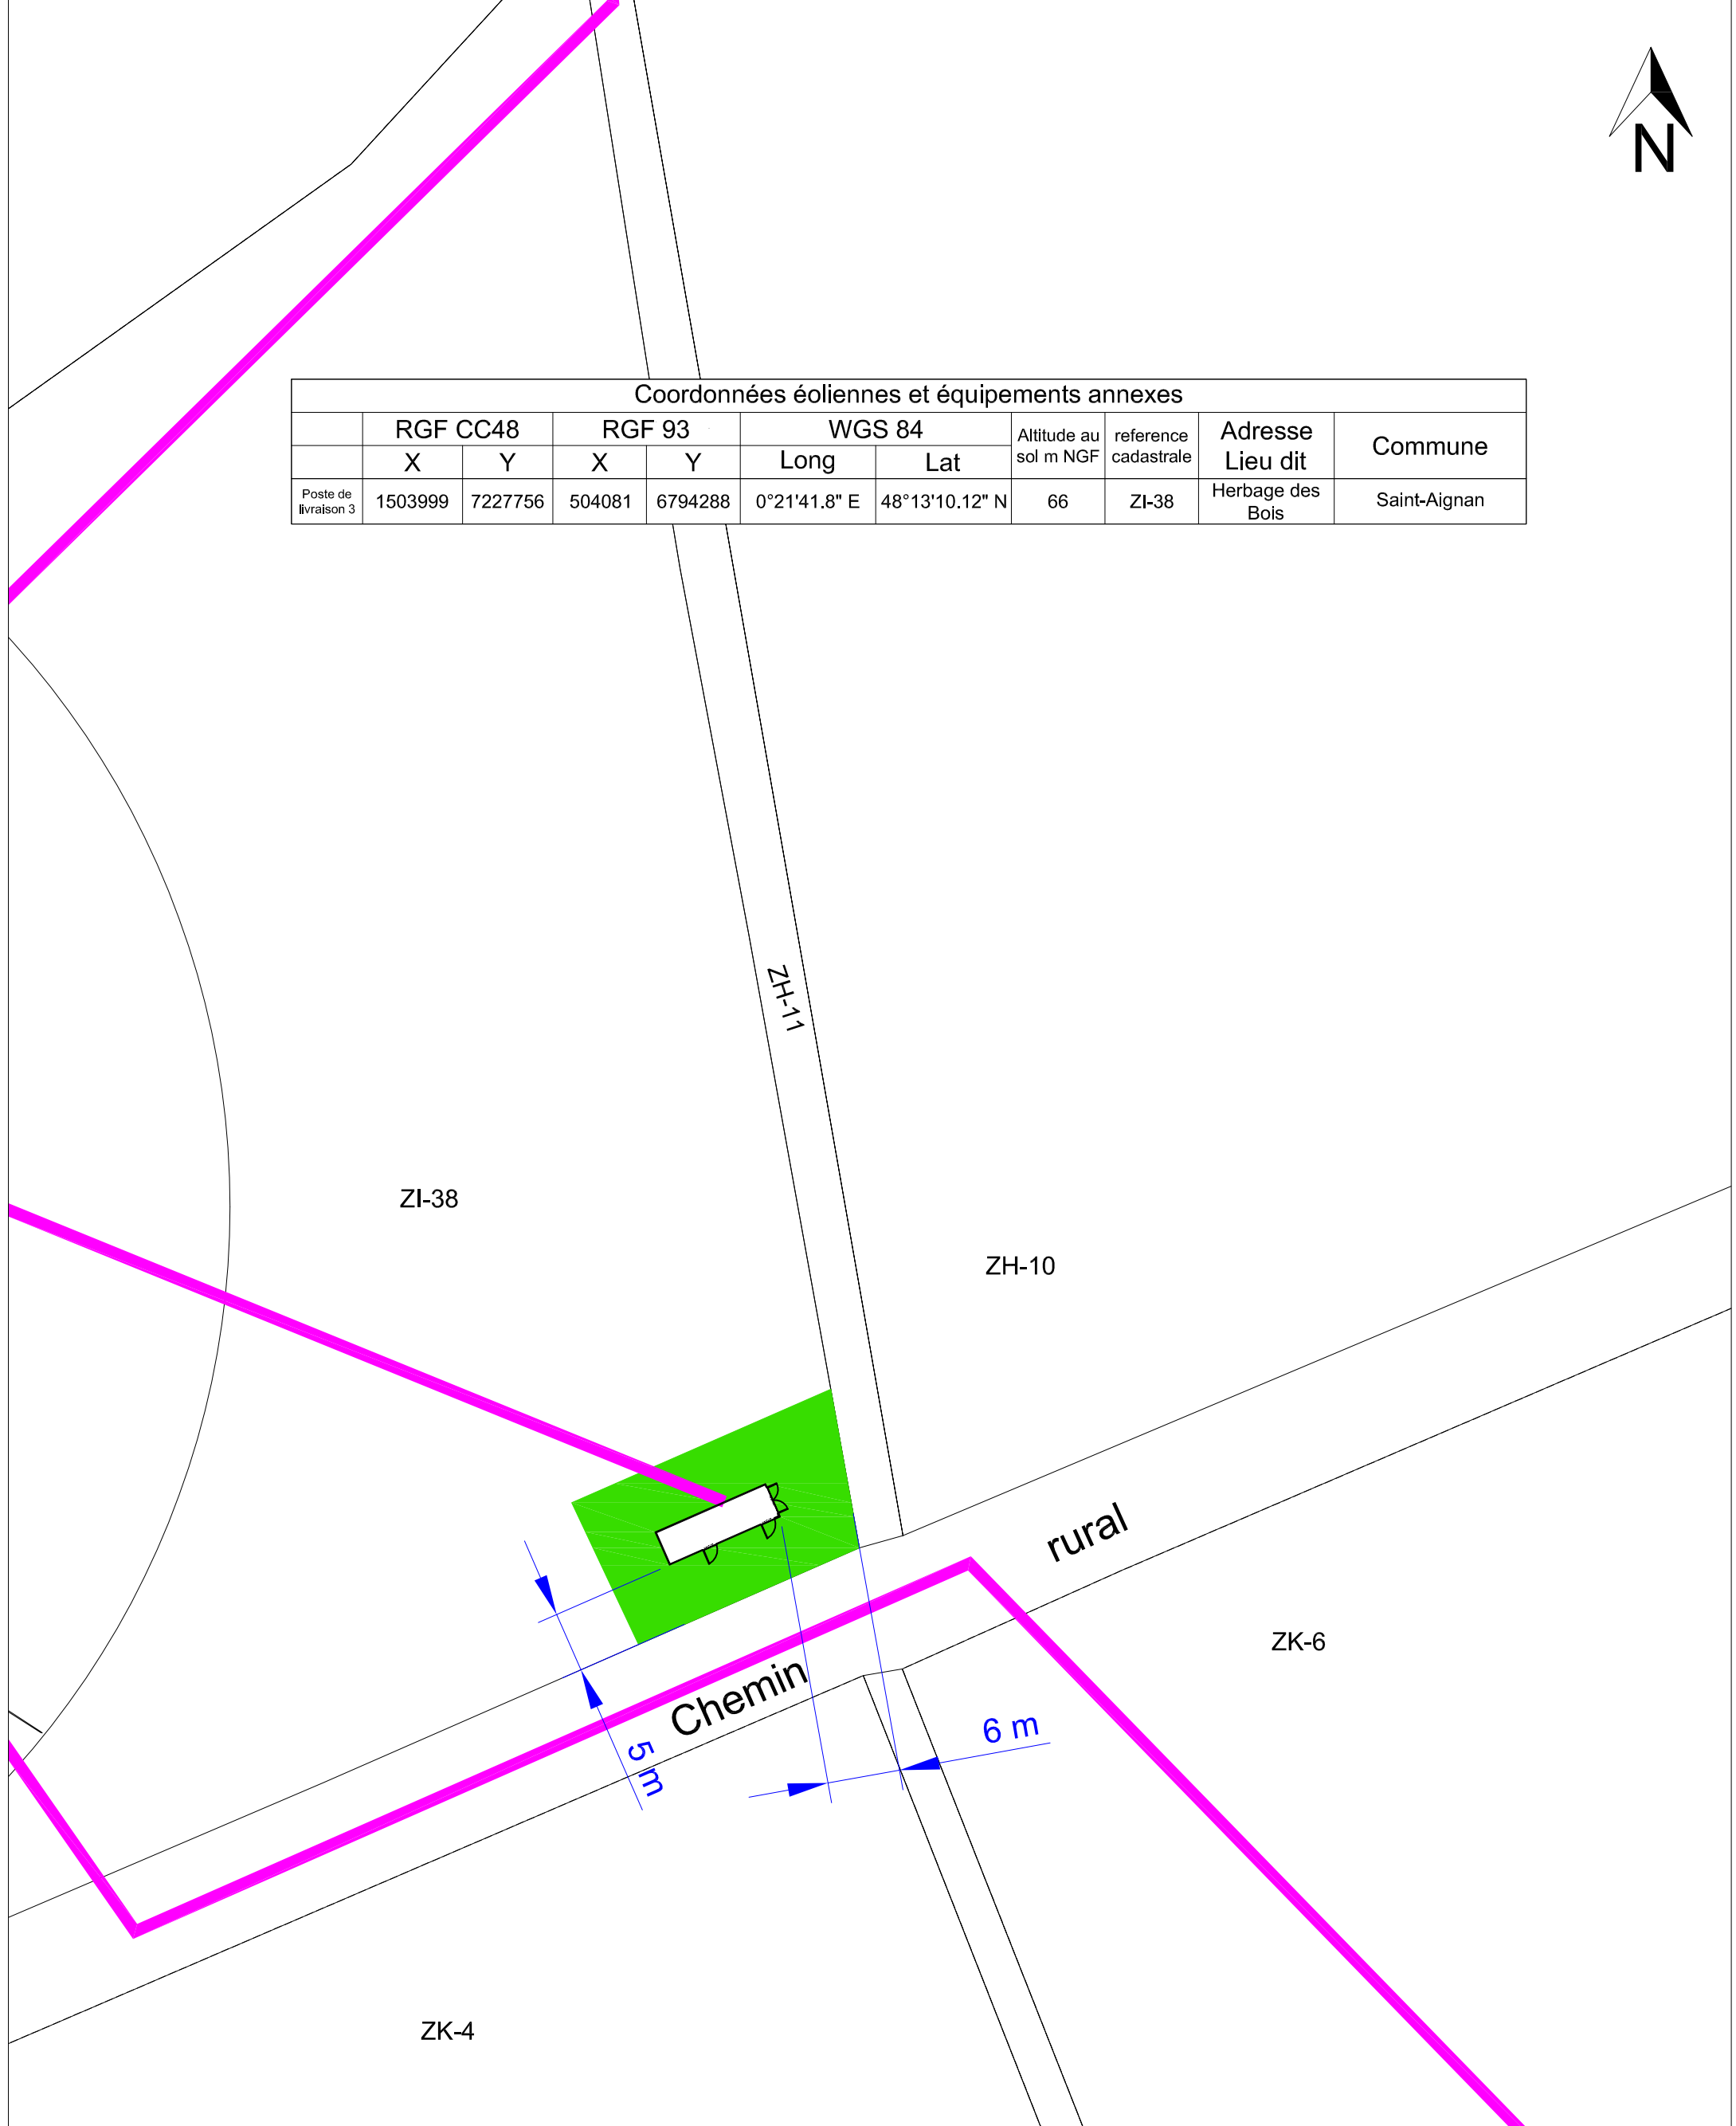 N
Coordonnées éoliennes et équipements annexes
RGF CC48 RGF 93 WGS 84 Altitude au sol m NGF reference cadastrale Adresse Lieu dit Commune
X Y X Y Long Lat
Poste de livraison 3 1503999 7227756 504081 6794288 0°21'41.8" E 48°13'10.12" N 66 ZI-38 Herbage des Bois Saint-Aignan
ZH-11
ZI-38
ZH-10
rural
ZK-6
Chemin
6 m
5 m
ZK-4